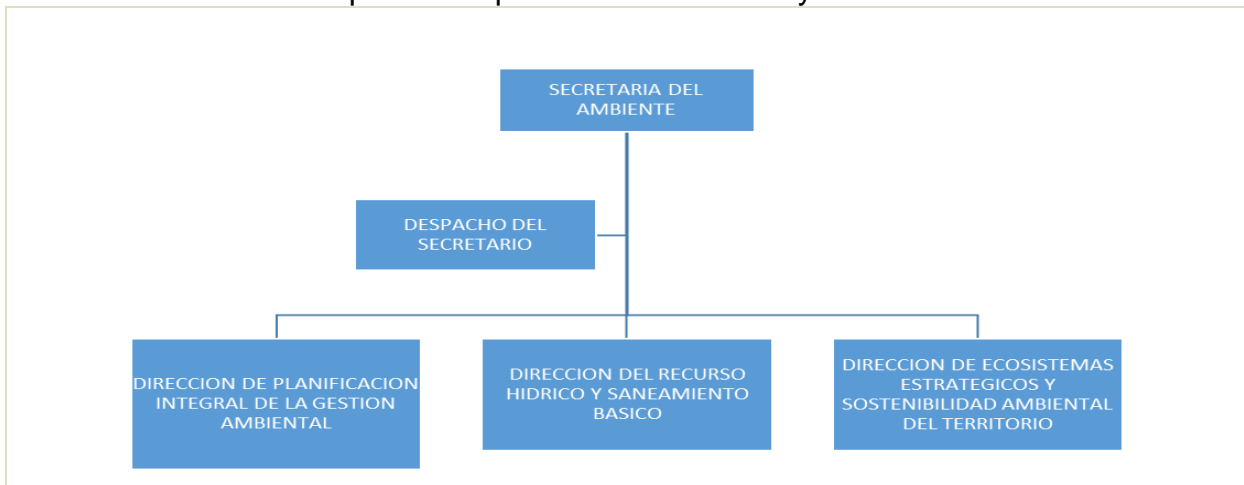 SECRETARIA DEL
AMBIENTE
DESPACHO DEL
SECRETARIO
DIRECCION DE PLANIFICACION
INTEGRAL DE LA GESTION
AMBIENTAL
DIRECCION DEL RECURSO
HIDRICO Y SANEAMIENTO
BASICO
DIRECCION DE ECOSISTEMAS
ESTRATEGICOS Y
SOSTENIBILIDAD AMBIENTAL
DEL TERRITORIO